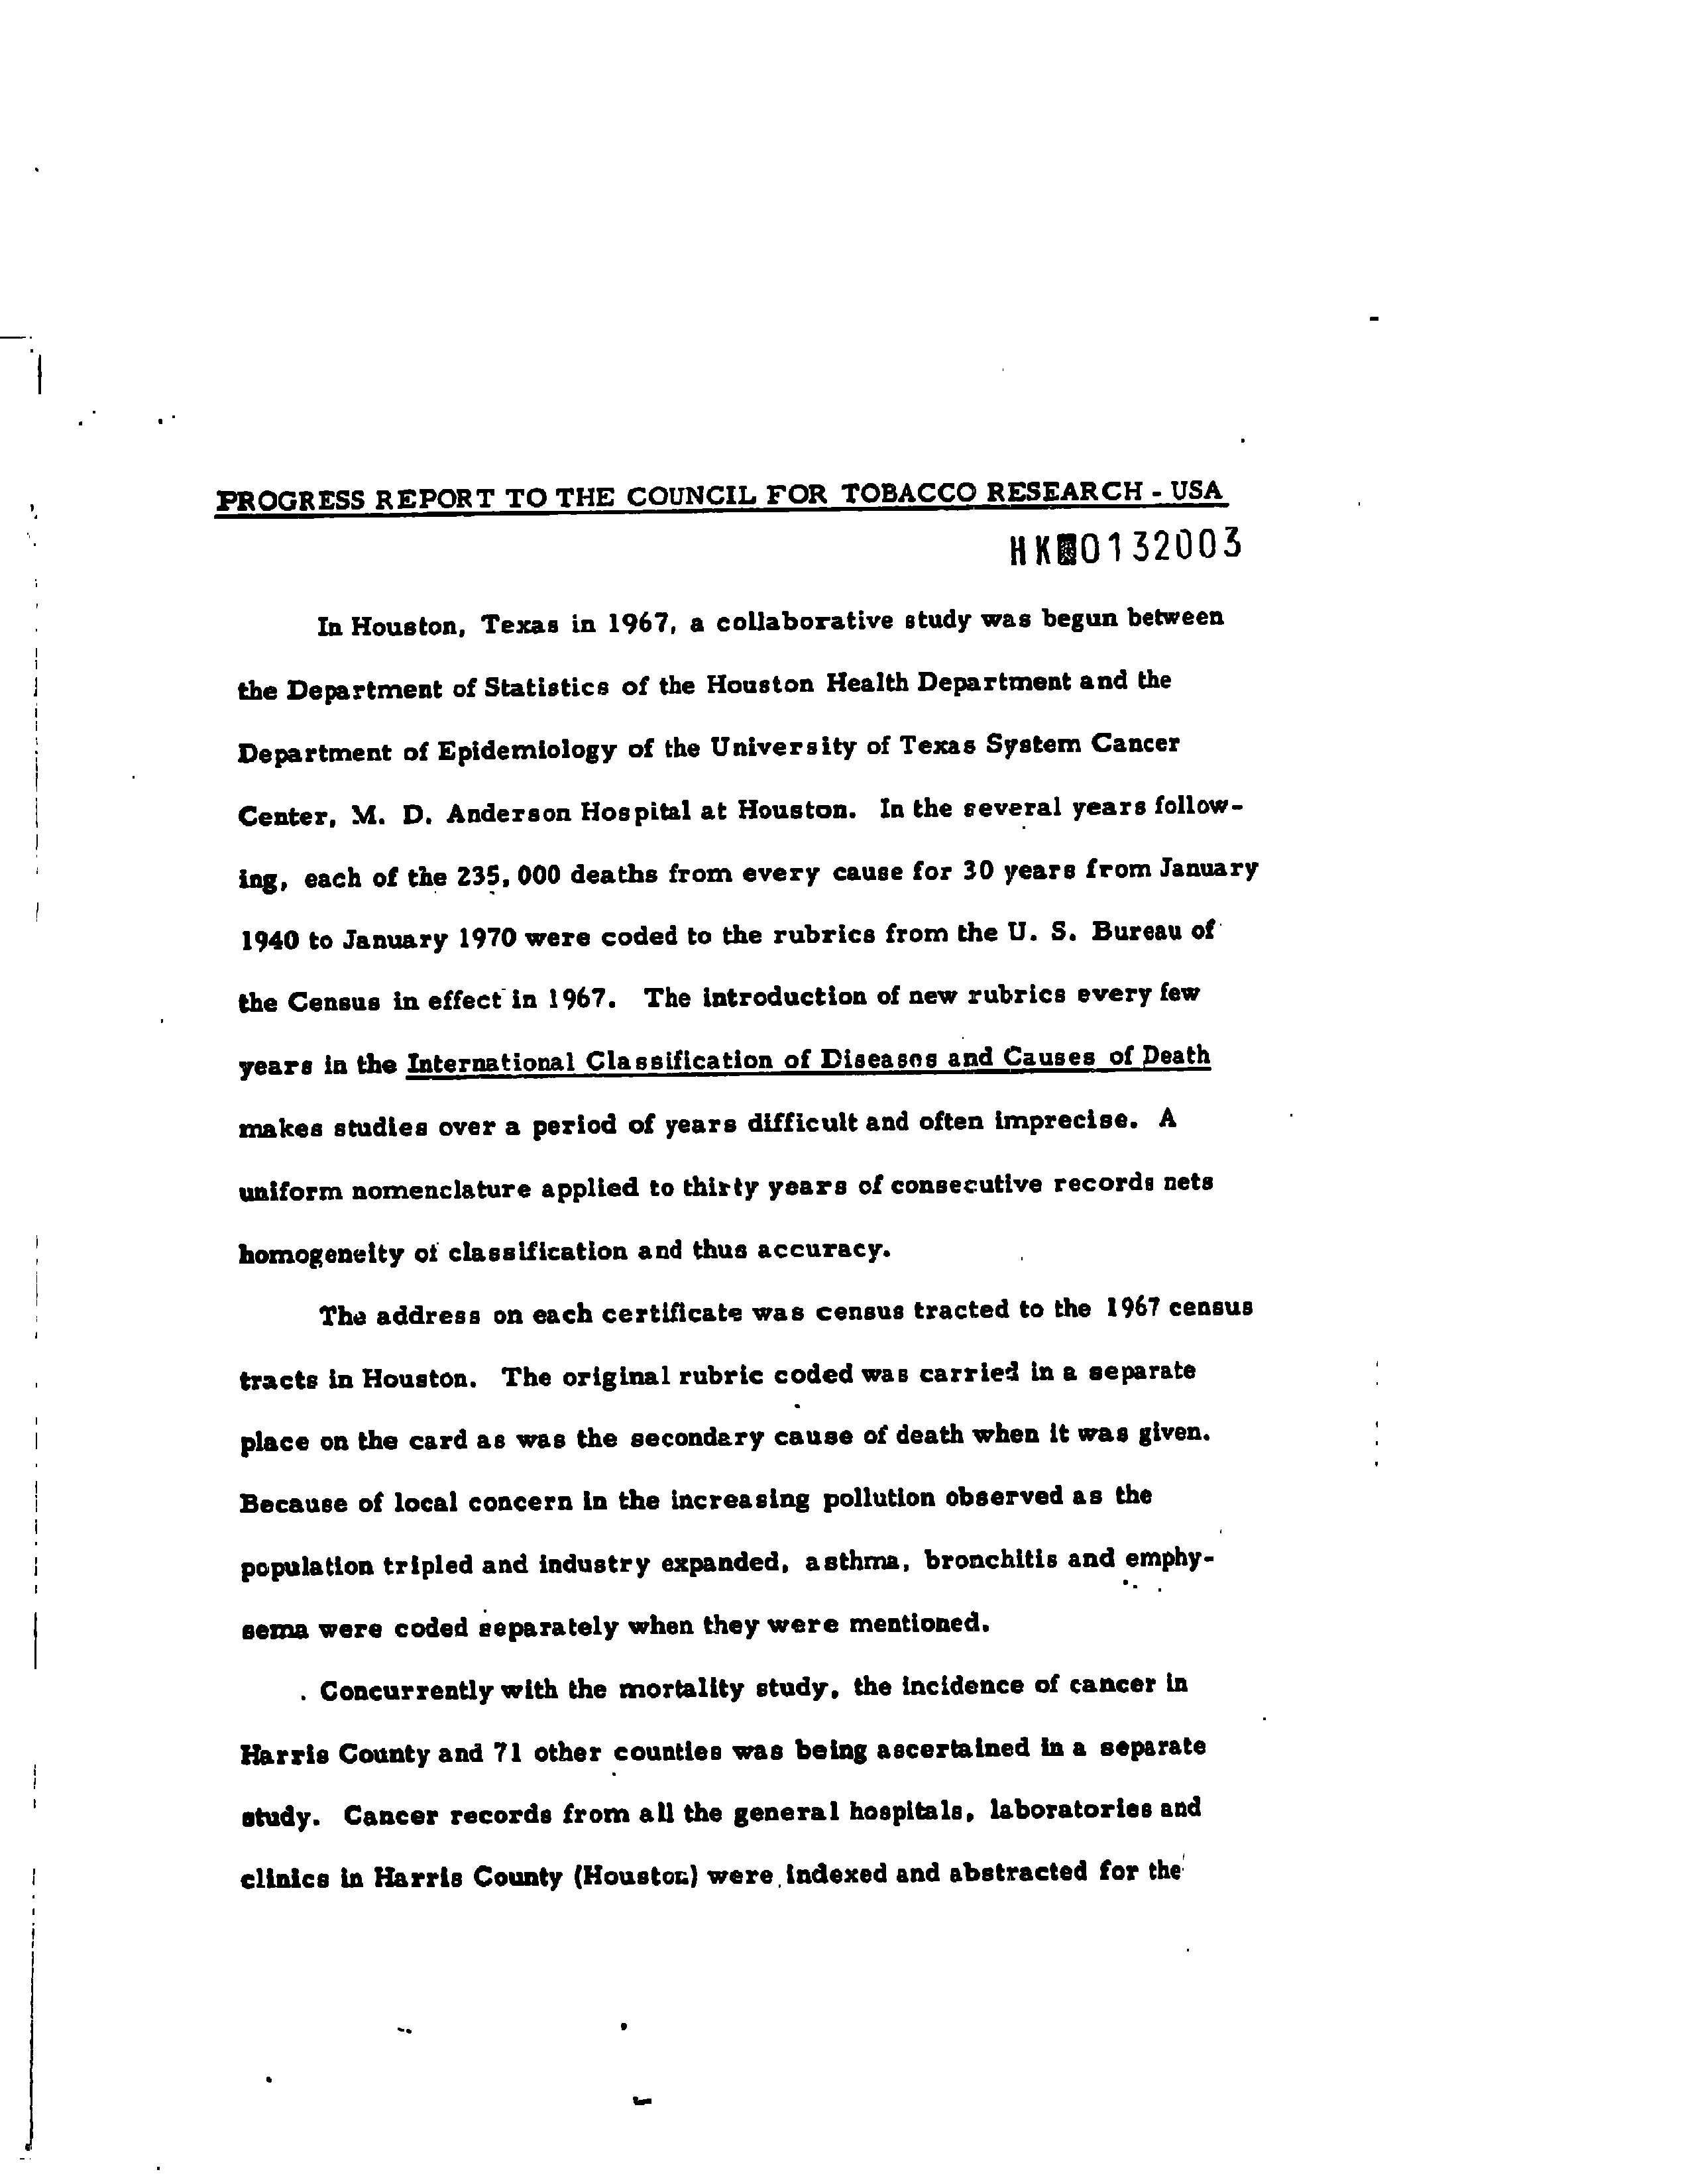 PROGRESS REPORT TO THE COUNCIL FOR TOBACCO RESEARCH - USA
HK 0132003
In Houston, Texas in 1967, a collaborative study was begun between
the Department of Statistics of the Houston Health Department and the
Department of Epidemiology of the University of Texas System Cancer
Center, M. D. Anderson Hospital at Houston. In the several years follow-
ing, each of the 235,000 deaths from every cause for 30 years from January
1940 to January 1970 were coded to the rubrics from the U. S. Bureau of
the Census in effect in 1967. The introduction of new rubrics every few
years in the International Classification of Diseases and Causes of Death
makes studies over a period of years difficult and often imprecise. A
uniform nomenclature applied to thirty years of consecutive records nets
homogeneity of classification and thus accuracy.
The address on each certificate was census tracted to the 1967 census
tracts in Houston. The original rubric coded was carried in a separate
place on the card as was the secondary cause of death when it was given.
Because of local concern in the increasing pollution observed as the
population tripled and industry expanded, asthma, bronchitis and emphy-
sema were coded separately when they were mentioned.
Concurrently with the mortality study, the incidence of cancer in
Harris County and 71 other counties was being ascertained in a separate
study. Cancer records from all the general hospitals, laboratories and
clinics in Harris County (Houston) were indexed and abstracted for the